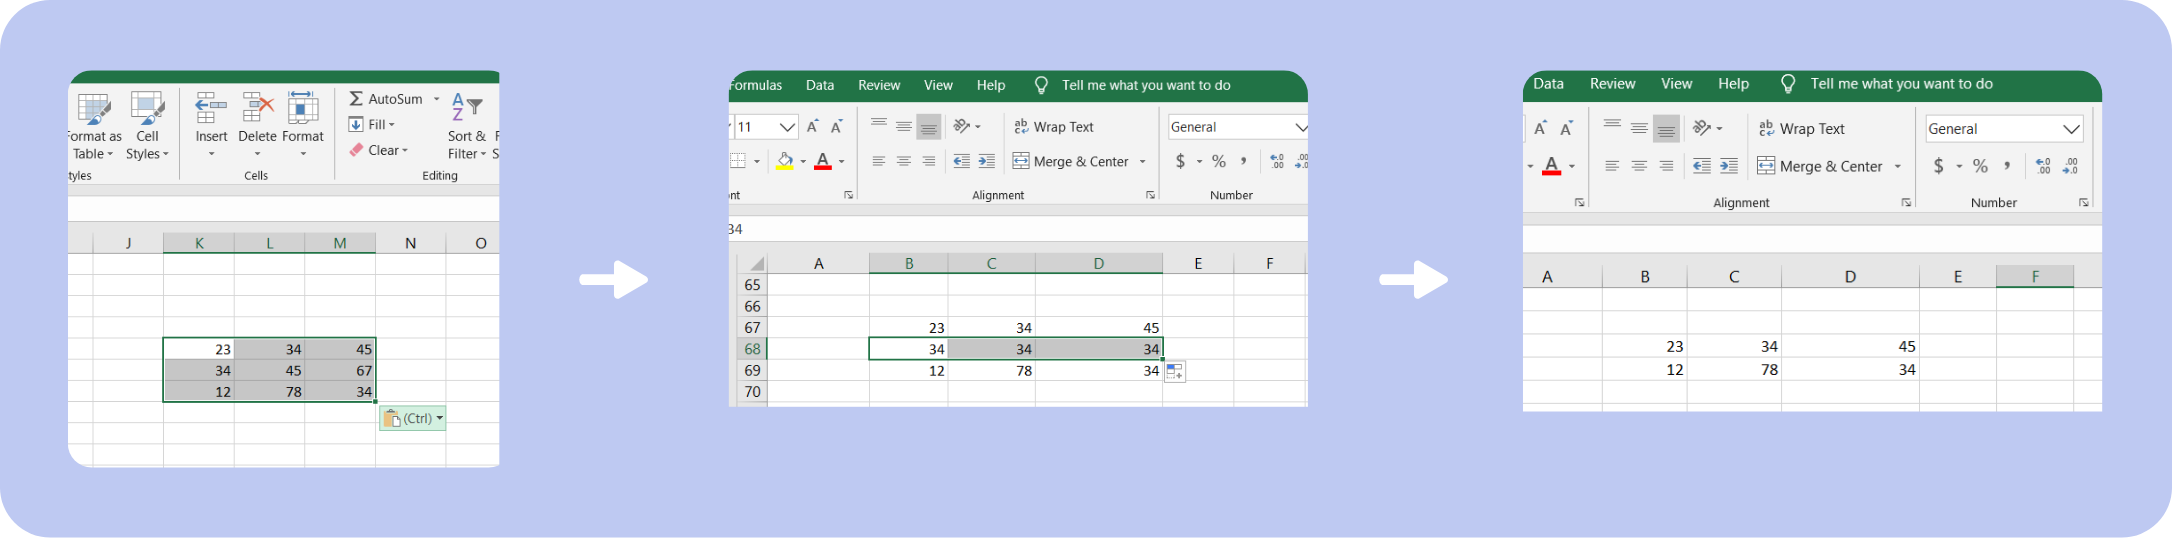 AutoSum
Fill
Clear
Format as
Table
Cell
Styles
Insert
Delete
Format
Sort &
Filter
Cells
Editing
J K L M N O
23 34 45
34 45 67
12 78 34
(Ctrl)
Formulas Data Review View Help Tell me what you want to do
11 A A
ab
c Wrap Text
General
A
Merge & Center
$ % ,
Alignment
Number
34
A B C D E F
65
66
67 23 34 45
68 34 34 34
69 12 78 34
70
Data Review View Help Tell me what you want to do
A A
ab
c Wrap Text
General
A
Merge & Center
$ % ,
Alignment
Number
A B C D E F
23 34 45
12 78 34